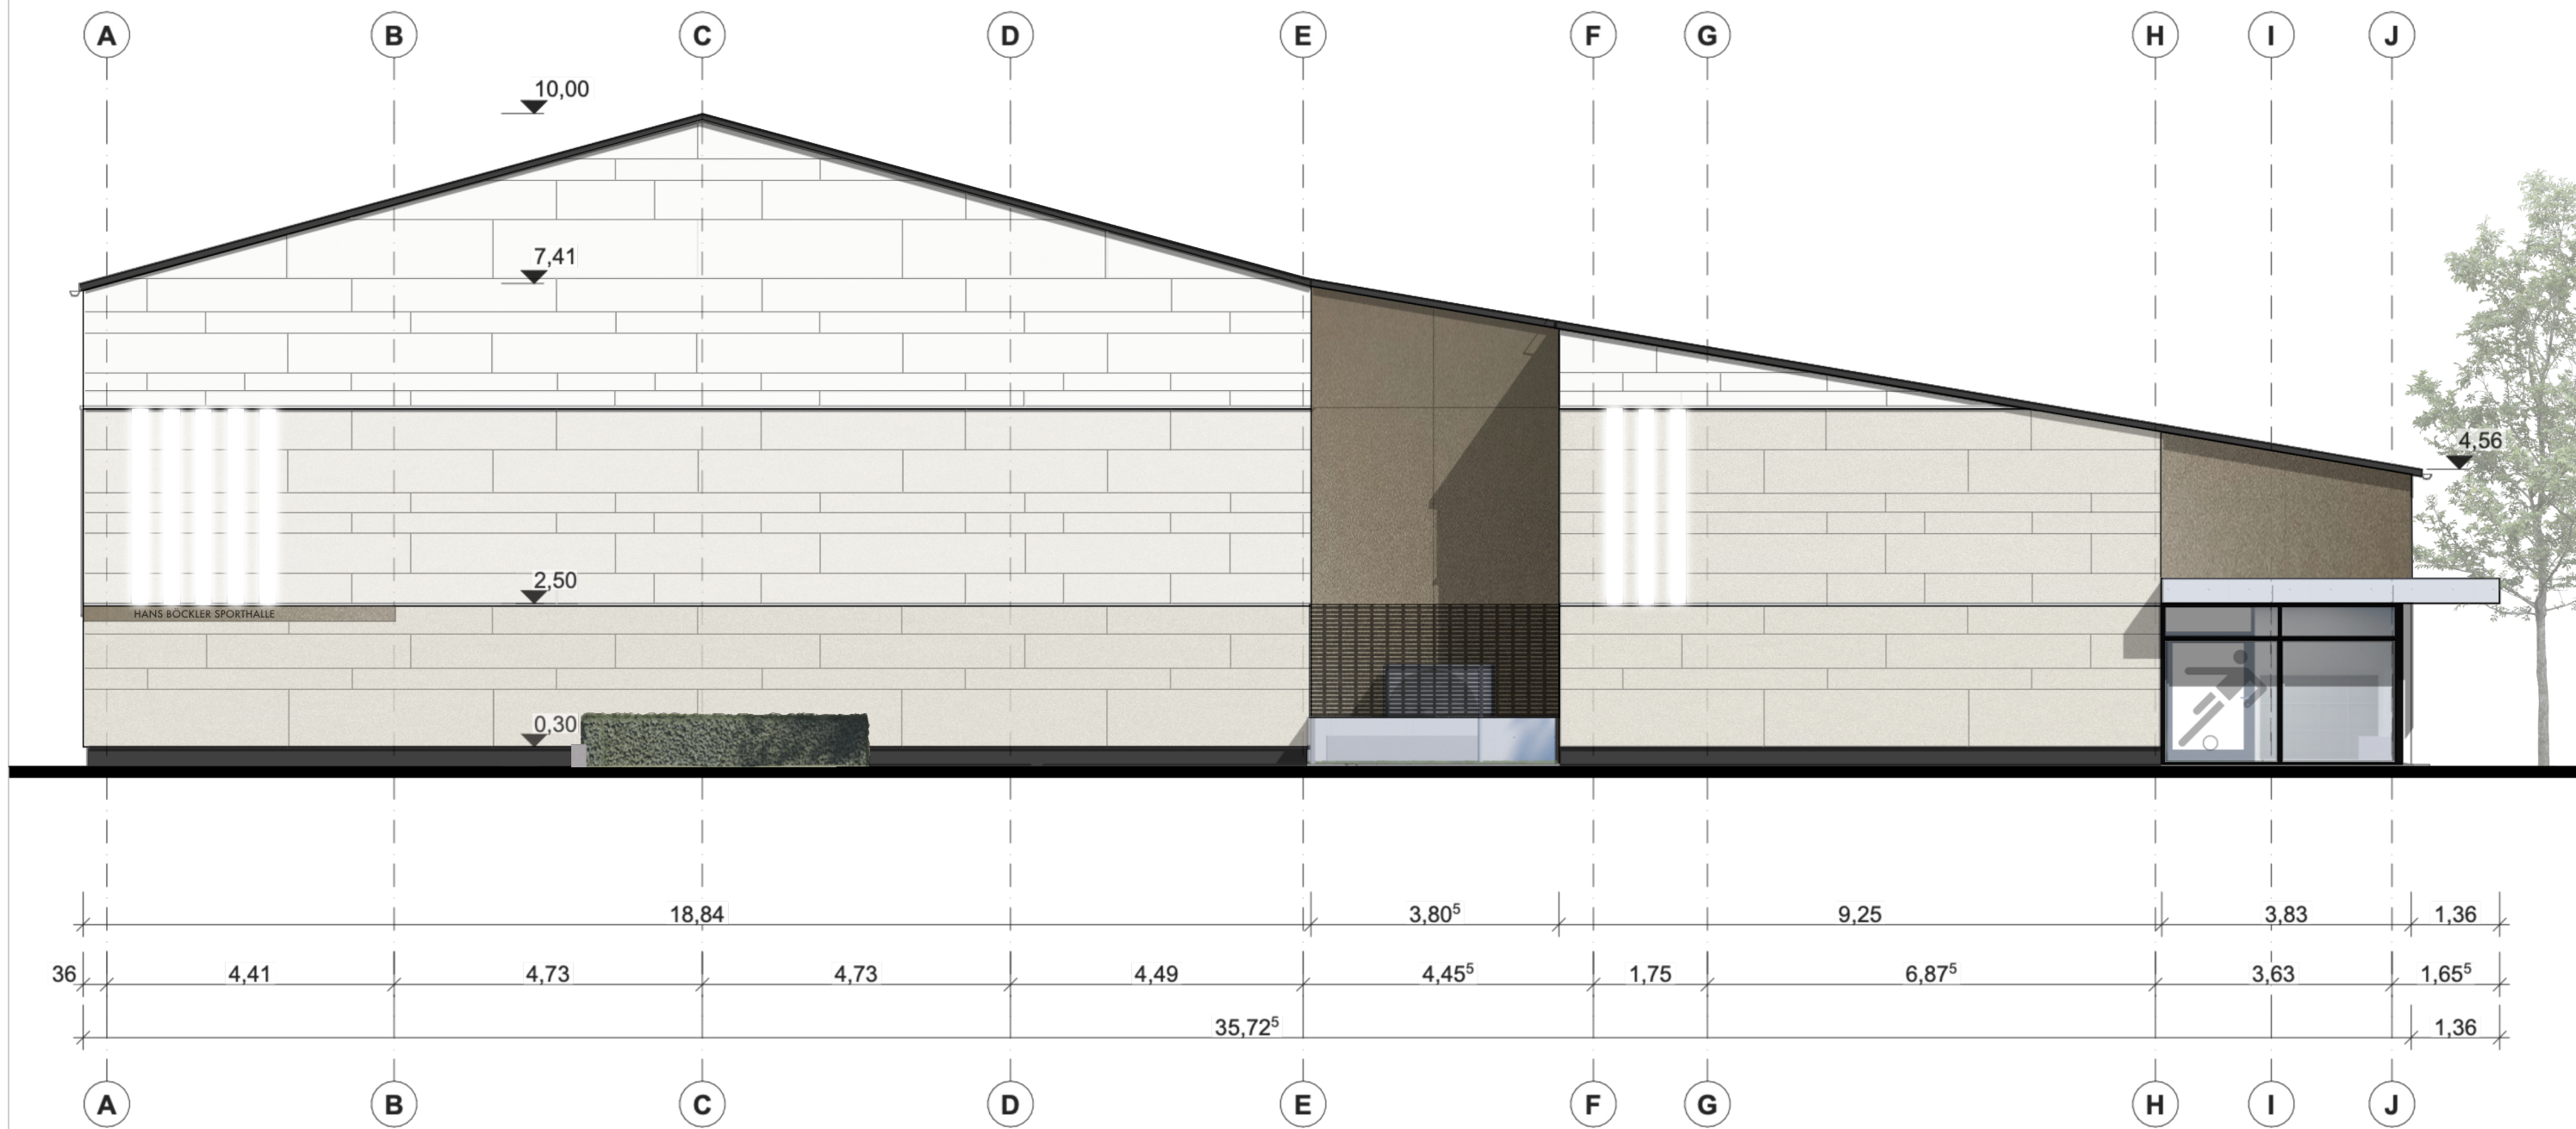 A B C D E F G H I J
10,00
7,41
4,56
2,50
HANS BÖCKLER SPORTHALLE
0,30
18,84 3,80⁵ 9,25 3,83 1,36
36 4,41 4,73 4,73 4,49 4,45⁵ 1,75 6,87⁵ 3,63 1,65⁵
35,72⁵ 1,36
A B C D E F G H I J